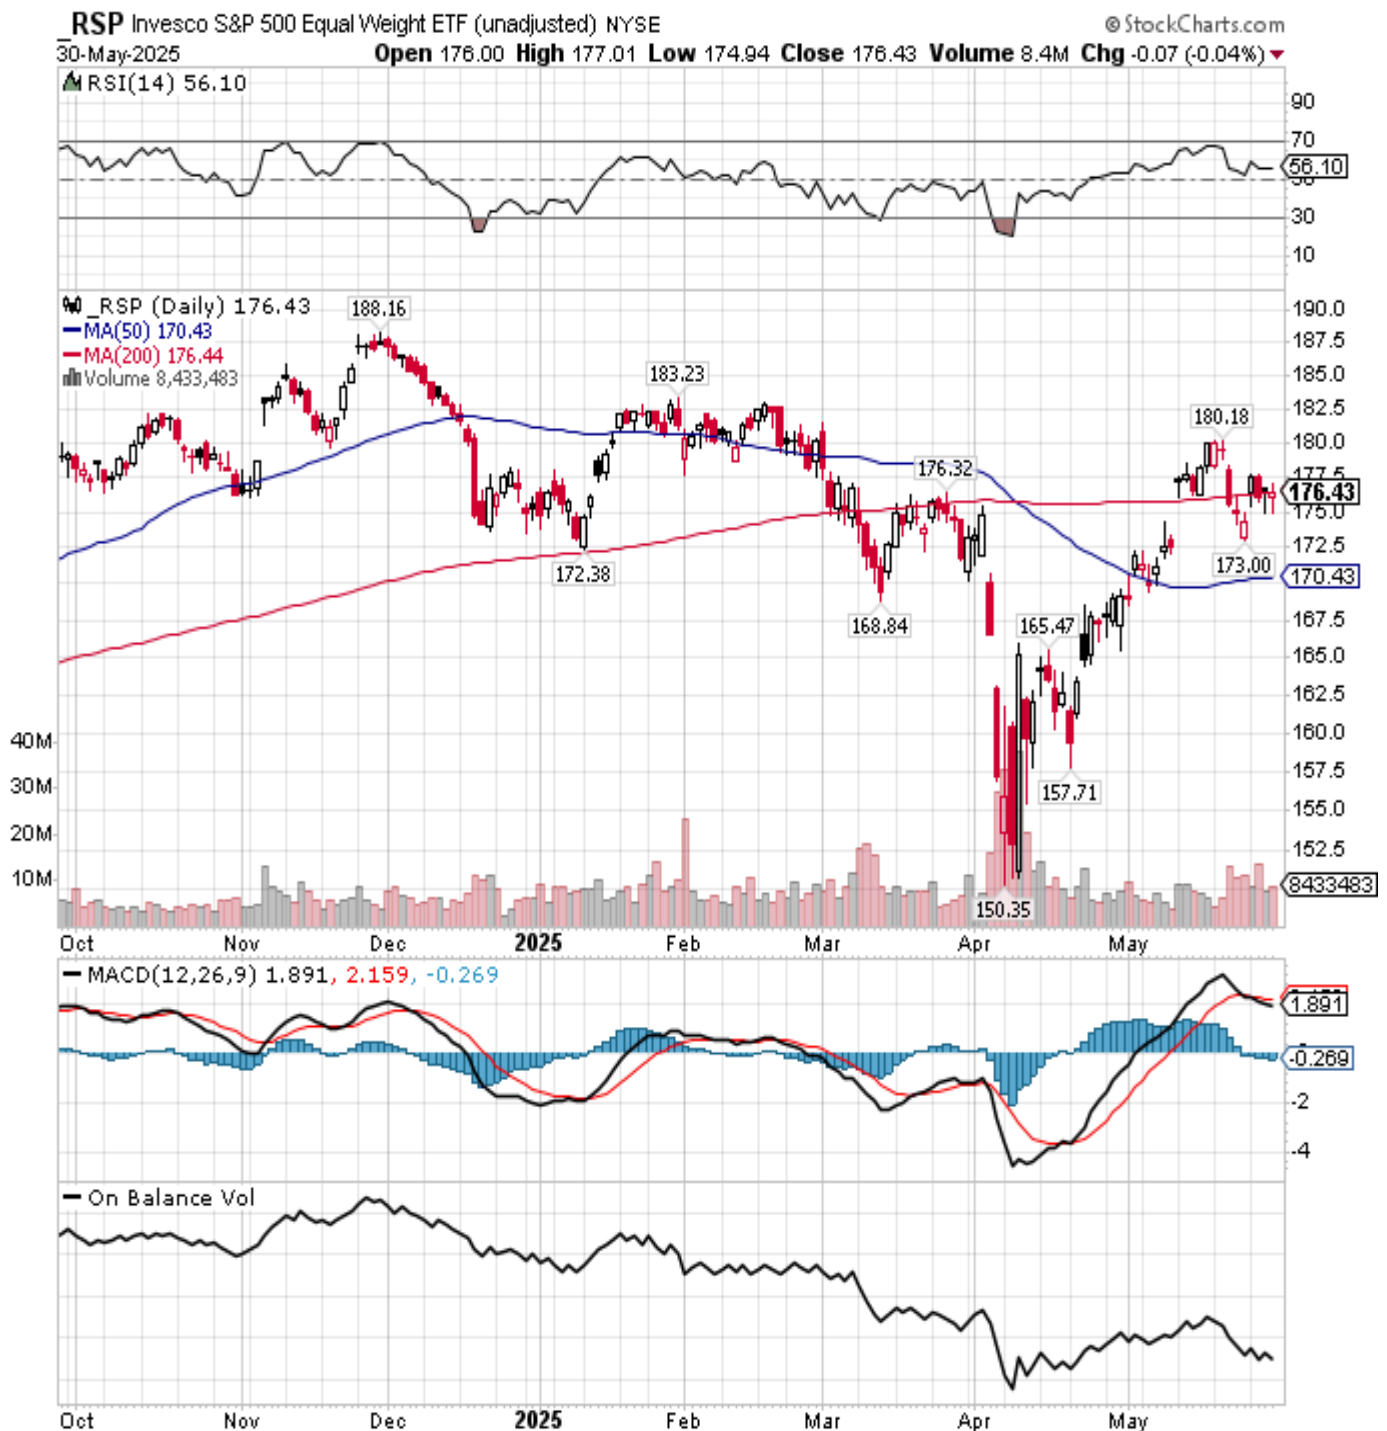 _RSP Invesco S&P 500 Equal Weight ETF (unadjusted) NYSE © StockCharts.com
30-May-2025 Open 176.00 High 177.01 Low 174.94 Close 176.43 Volume 8.4M Chg -0.07 (-0.04%)
RSI(14) 56.10
90
70
56.10
50
30
10
_RSP (Daily) 176.43
MA(50) 170.43
MA(200) 176.44
Volume 8,433,483
188.16
183.23
180.18
176.32
172.38
173.00
168.84
165.47
157.71
150.35
190.0
187.5
185.0
182.5
180.0
177.5
176.43
175.0
172.5
170.43
167.5
165.0
162.5
160.0
157.5
155.0
152.5
8433483
40M
30M
20M
10M
Oct Nov Dec 2025 Feb Mar Apr May
MACD(12,26,9) 1.891, 2.159, -0.269
1.891
-0.269
-2
-4
On Balance Vol
Oct Nov Dec 2025 Feb Mar Apr May